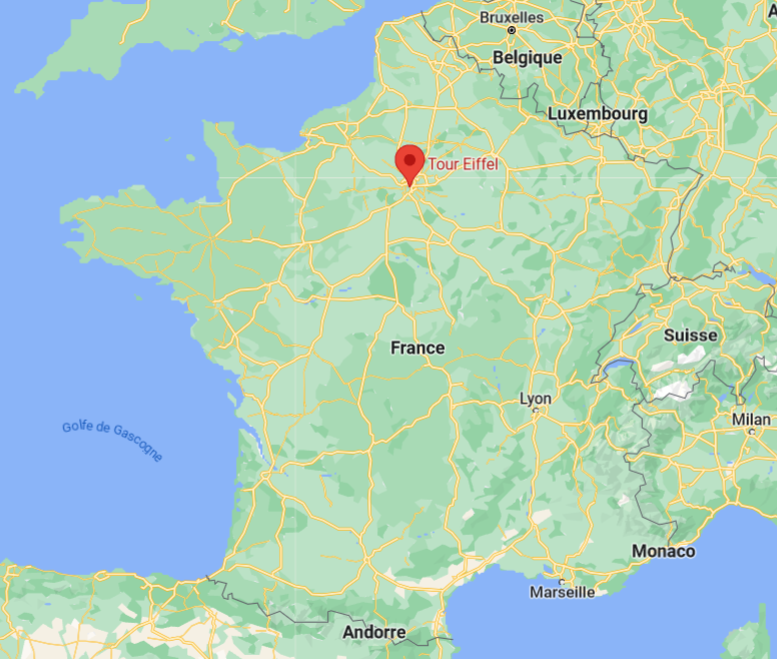 Bruxelles
Belgique
Luxembourg
Tour Eiffel
Suisse
France
Lyon
Milan
Golfe de Gascogne
Monaco
Marseille
Andorre